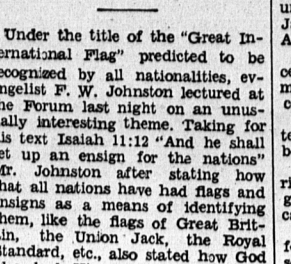 Under the title of the "Great In-
ernational Flag" predicted to be
ecognized by all nationalities, ev-
ngelist F. W. Johnston lectured at
he Forum last night on an unus-
ally interesting theme. Taking for
is text Isaiah 11:12 "And he shall
et up an ensign for the nations"
Mr. Johnston after stating how
hat all nations have had flags and
nsigns as a means of identifying
hem, like the flags of Great Brit-
in, the Union Jack, the Royal
tandard, etc., also stated how God